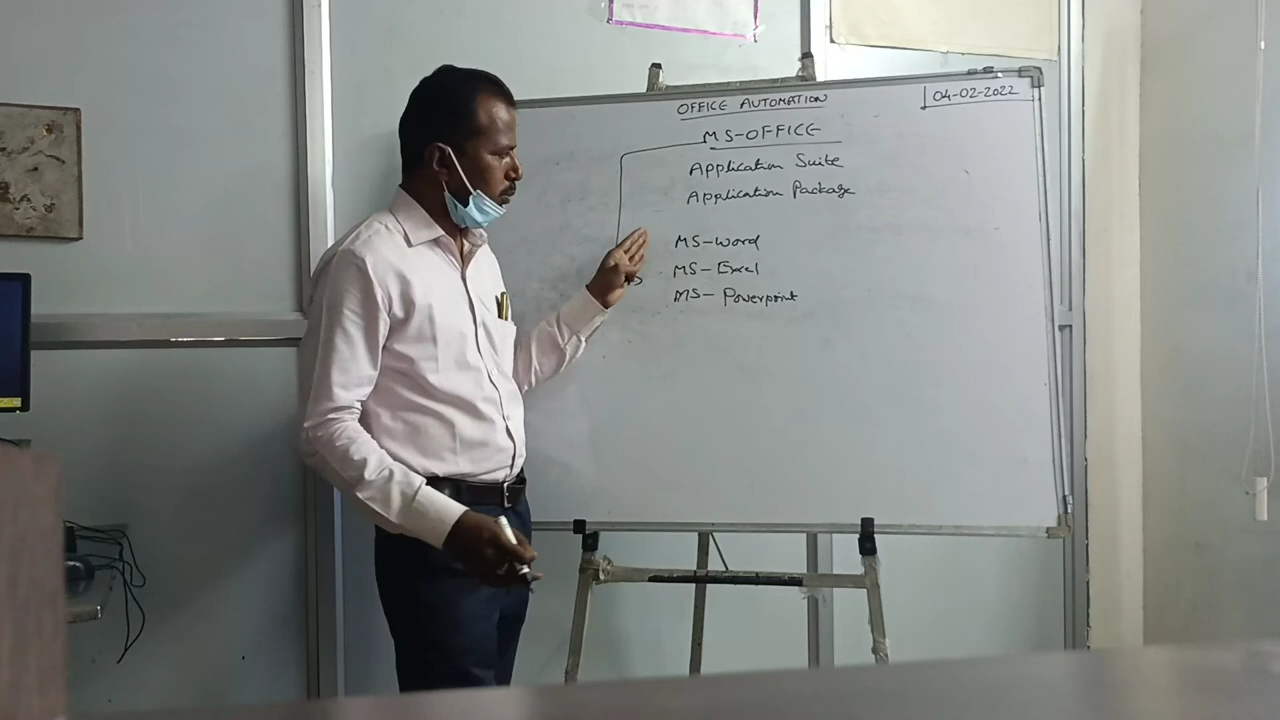 OFFICE AUTOMATION
04-02-2022
MS-OFFICE
Application Suite
Application Package
MS-Word
MS-Excel
MS-Powerpoint